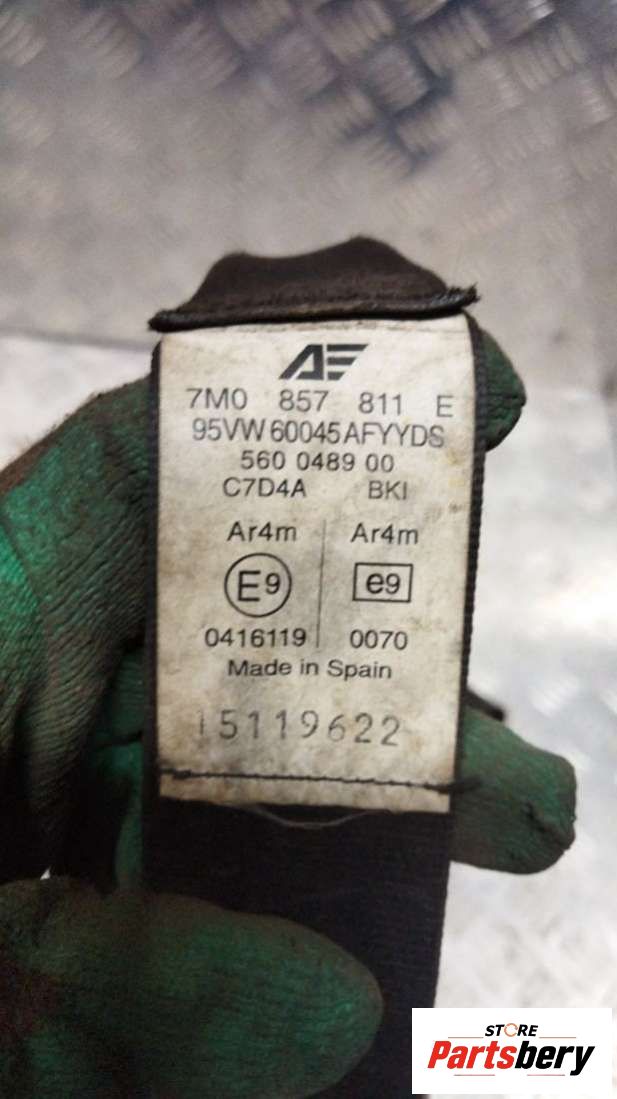 AE
7M0 857 811 E
95VW 60045 AFYYDS
560 0489 00
C7D4A BKI
Ar4m Ar4m
E9 e9
0416119 0070
Made in Spain
15119622
STORE
Partsbery